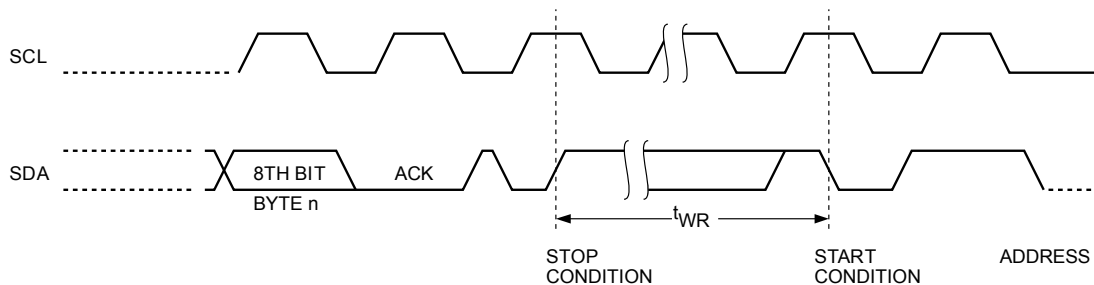 SCL
SDA
8TH BIT
ACK
BYTE n
tWR
STOP
CONDITION
START
CONDITION
ADDRESS